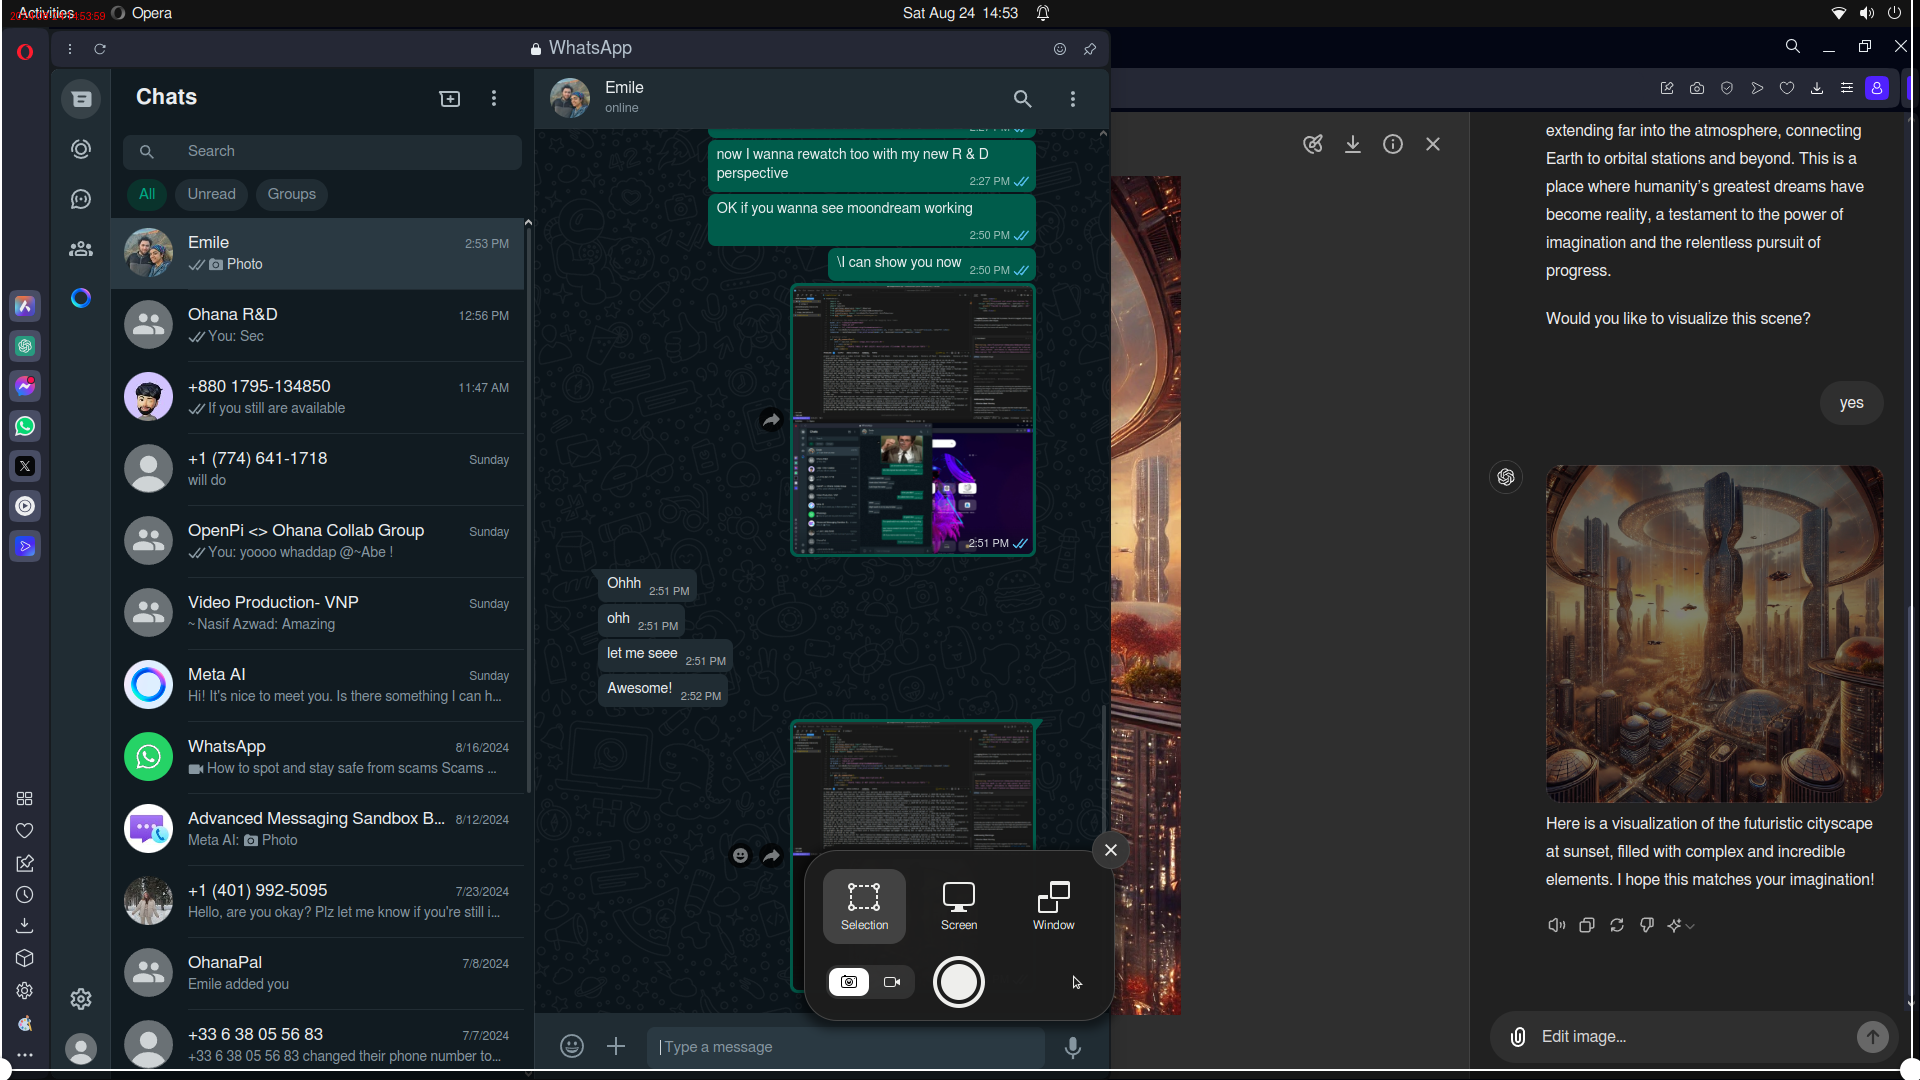 Activities
Opera
Sat Aug 24 14:53
WhatsApp
Chats
Search
All
Unread
Groups
Emile
2:53 PM
Photo
Ohana R&D
12:56 PM
You: Sec
+880 1795-134850
11:47 AM
If you still are available
+1 (774) 641-1718
Sunday
will do
OpenPi <> Ohana Collab Group
Sunday
You: yoooo whaddap @~Abe !
Video Production- VNP
Sunday
~ Nasif Azwad: Amazing
Meta AI
Sunday
Hi! It's nice to meet you. Is there something I can h...
WhatsApp
8/16/2024
How to spot and stay safe from scams Scams ...
Advanced Messaging Sandbox B...
8/12/2024
Meta AI: Photo
+1 (401) 992-5095
7/23/2024
Hello, are you okay? Plz let me know if you're still i...
OhanaPal
7/8/2024
Emile added you
+33 6 38 05 56 83
7/7/2024
+33 6 38 05 56 83 changed their phone number to...
Emile
online
now I wanna rewatch too with my new R & D
perspective
2:27 PM
OK if you wanna see moondream working
2:50 PM
\I can show you now
2:50 PM
2:51 PM
Ohhh
2:51 PM
ohh
2:51 PM
let me seee
2:51 PM
Awesome!
2:52 PM
Selection
Screen
Window
Type a message
extending far into the atmosphere, connecting
Earth to orbital stations and beyond. This is a
place where humanity's greatest dreams have
become reality, a testament to the power of
imagination and the relentless pursuit of
progress.
Would you like to visualize this scene?
yes
Here is a visualization of the futuristic cityscape
at sunset, filled with complex and incredible
elements. I hope this matches your imagination!
Edit image...